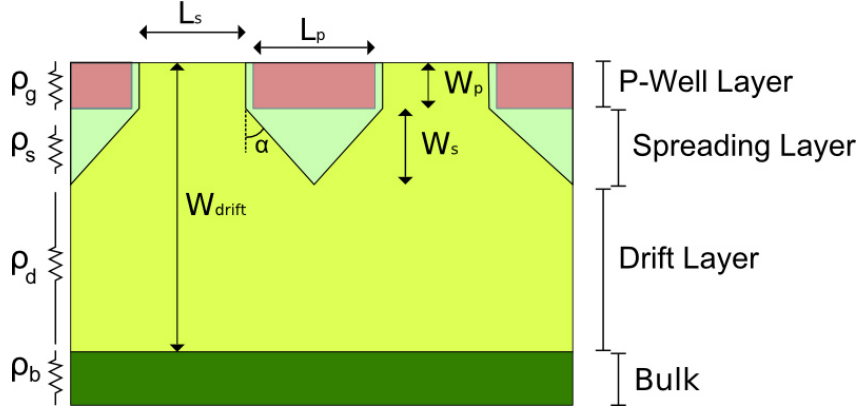 Ls
Lp
ρg
Wp
P-Well Layer
ρs
α
Ws
Spreading Layer
Wdrift
ρd
Drift Layer
ρb
Bulk